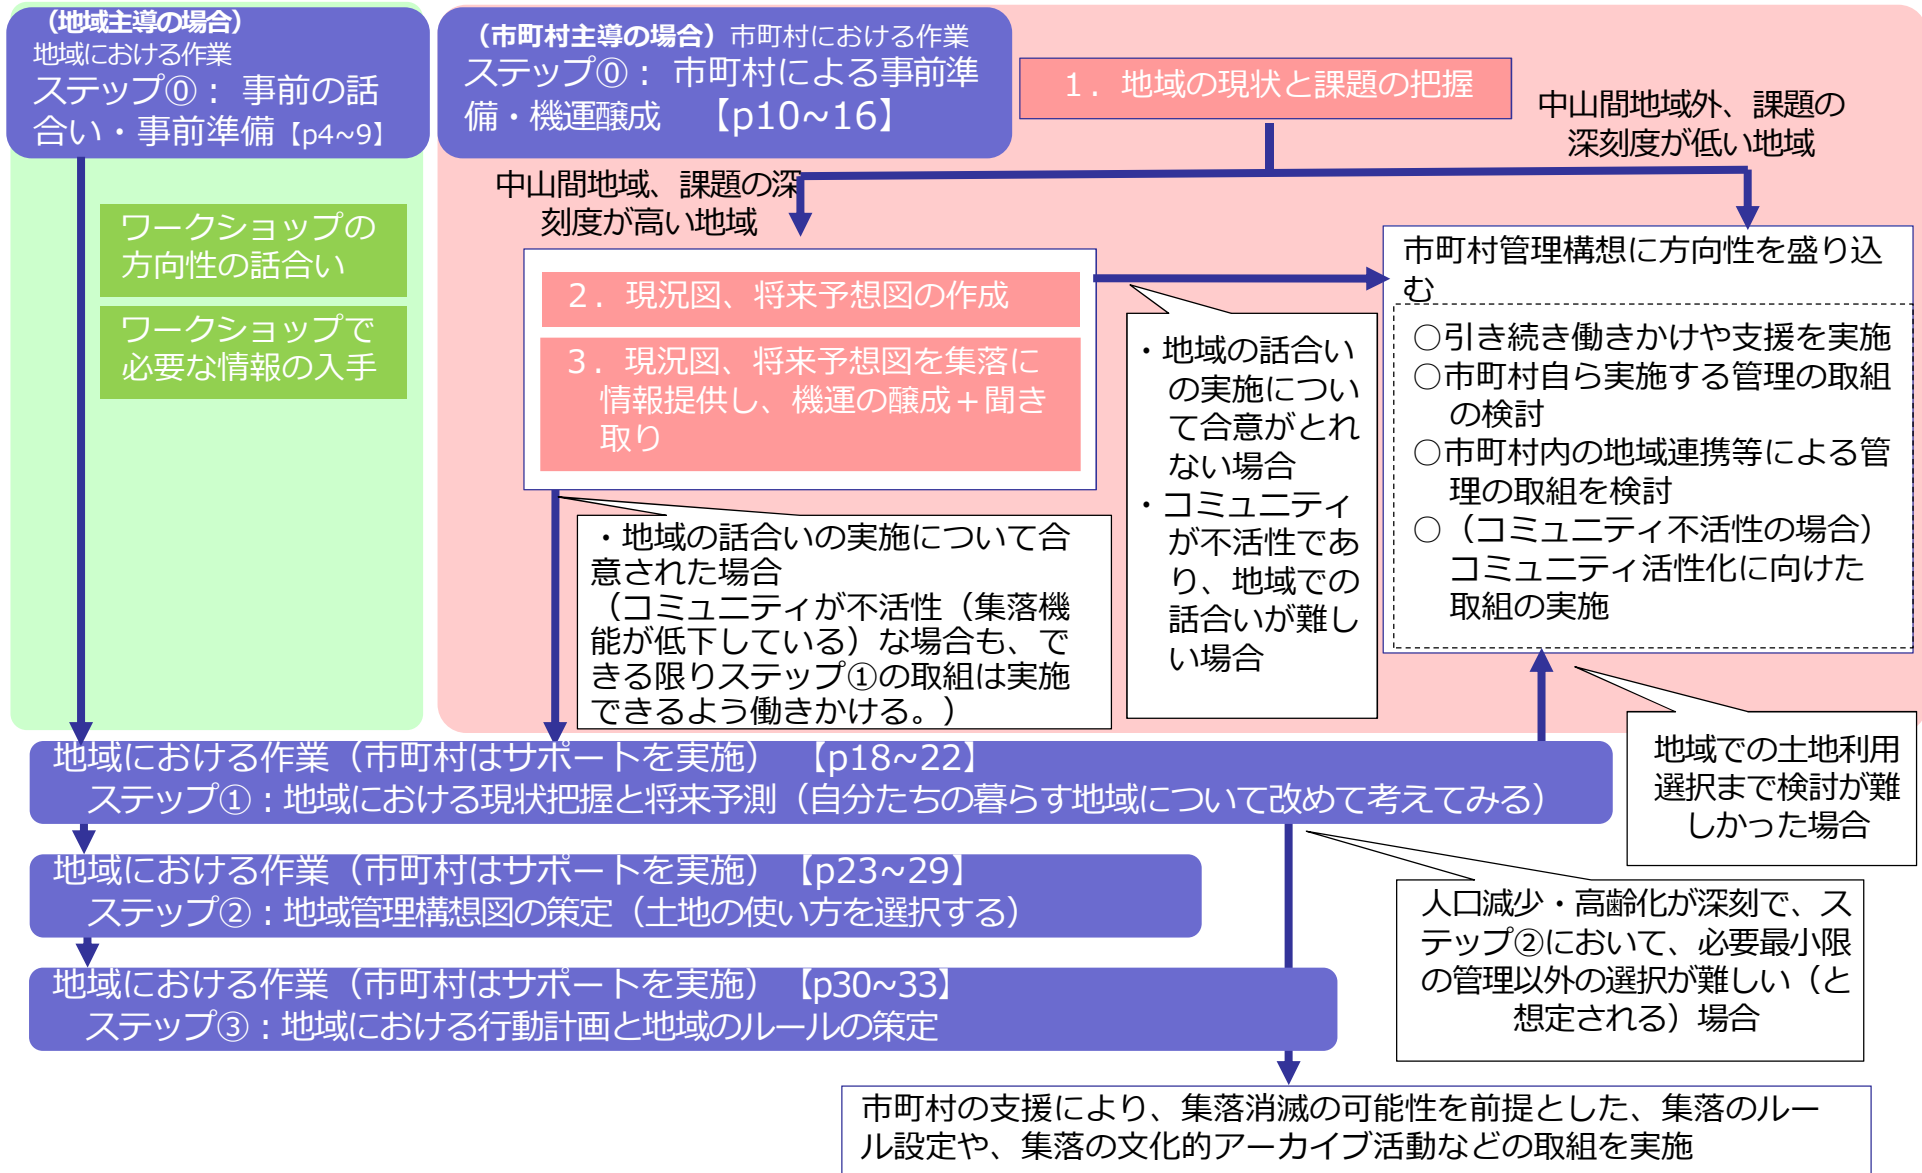 （地域主導の場合）
地域における作業
ステップ⓪： 事前の話
合い・事前準備【p4~9】
ワークショップの
方向性の話合い
ワークショップで
必要な情報の入手
（市町村主導の場合）市町村における作業
ステップ⓪： 市町村による事前準
備・機運醸成 【p10~16】
１．地域の現状と課題の把握
中山間地域外、課題の
深刻度が低い地域
中山間地域、課題の深
刻度が高い地域
２．現況図、将来予想図の作成
３．現況図、将来予想図を集落に
情報提供し、機運の醸成＋聞き
取り
・地域の話合い
の実施につい
て合意がとれ
ない場合
・コミュニティ
が不活性であ
り、地域での
話合いが難し
い場合
市町村管理構想に方向性を盛り込
む
○引き続き働きかけや支援を実施
○市町村自ら実施する管理の取組
の検討
○市町村内の地域連携等による管
理の取組を検討
○（コミュニティ不活性の場合）
コミュニティ活性化に向けた
取組の実施
・地域の話合いの実施について合
意された場合
（コミュニティが不活性（集落機
能が低下している）な場合も、で
きる限りステップ①の取組は実施
できるよう働きかける。）
地域での土地利用
選択まで検討が難
しかった場合
地域における作業（市町村はサポートを実施） 【p18~22】
ステップ①：地域における現状把握と将来予測（自分たちの暮らす地域について改めて考えてみる）
地域における作業（市町村はサポートを実施）【p23~29】
ステップ②：地域管理構想図の策定（土地の使い方を選択する）
人口減少・高齢化が深刻で、ス
テップ②において、必要最小限
の管理以外の選択が難しい（と
想定される）場合
地域における作業（市町村はサポートを実施）【p30~33】
ステップ③：地域における行動計画と地域のルールの策定
市町村の支援により、集落消滅の可能性を前提とした、集落のルー
ル設定や、集落の文化的アーカイブ活動などの取組を実施